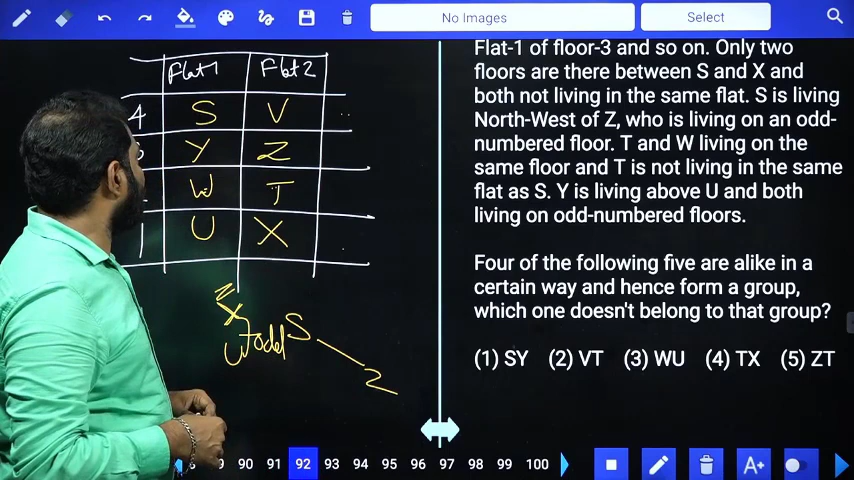 No Images
Select
Flat1 Flat2
4 S V
Y Z
W T
1 U X
S
Z
Flat-1 of floor-3 and so on. Only two
floors are there between S and X and
both not living in the same flat. S is living
North-West of Z, who is living on an odd-
numbered floor. T and W living on the
same floor and T is not living in the same
flat as S. Y is living above U and both
living on odd-numbered floors.
Four of the following five are alike in a
certain way and hence form a group,
which one doesn't belong to that group?
(1) SY (2) VT (3) WU (4) TX (5) ZT
90 91 92 93 94 95 96 97 98 99 100
A+